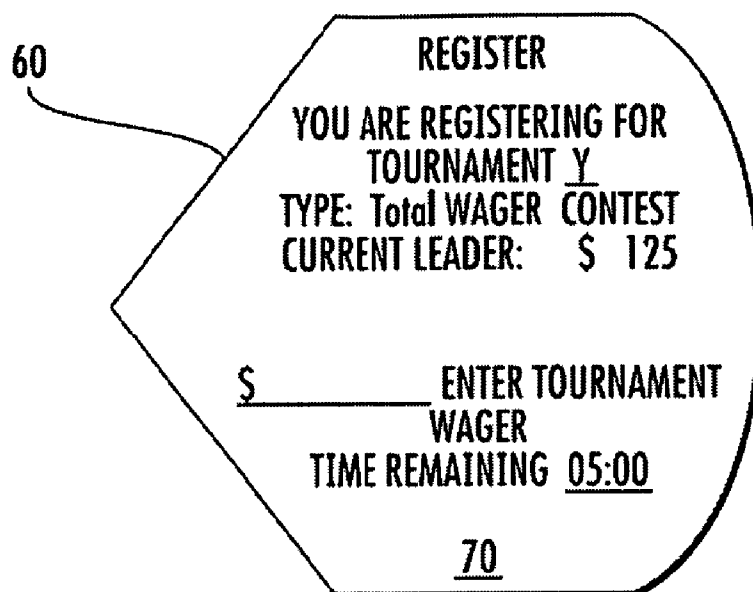 60
REGISTER
YOU ARE REGISTERING FOR
TOURNAMENT Y
TYPE: Total WAGER CONTEST
CURRENT LEADER: $ 125
$__________ ENTER TOURNAMENT
WAGER
TIME REMAINING 05:00
70